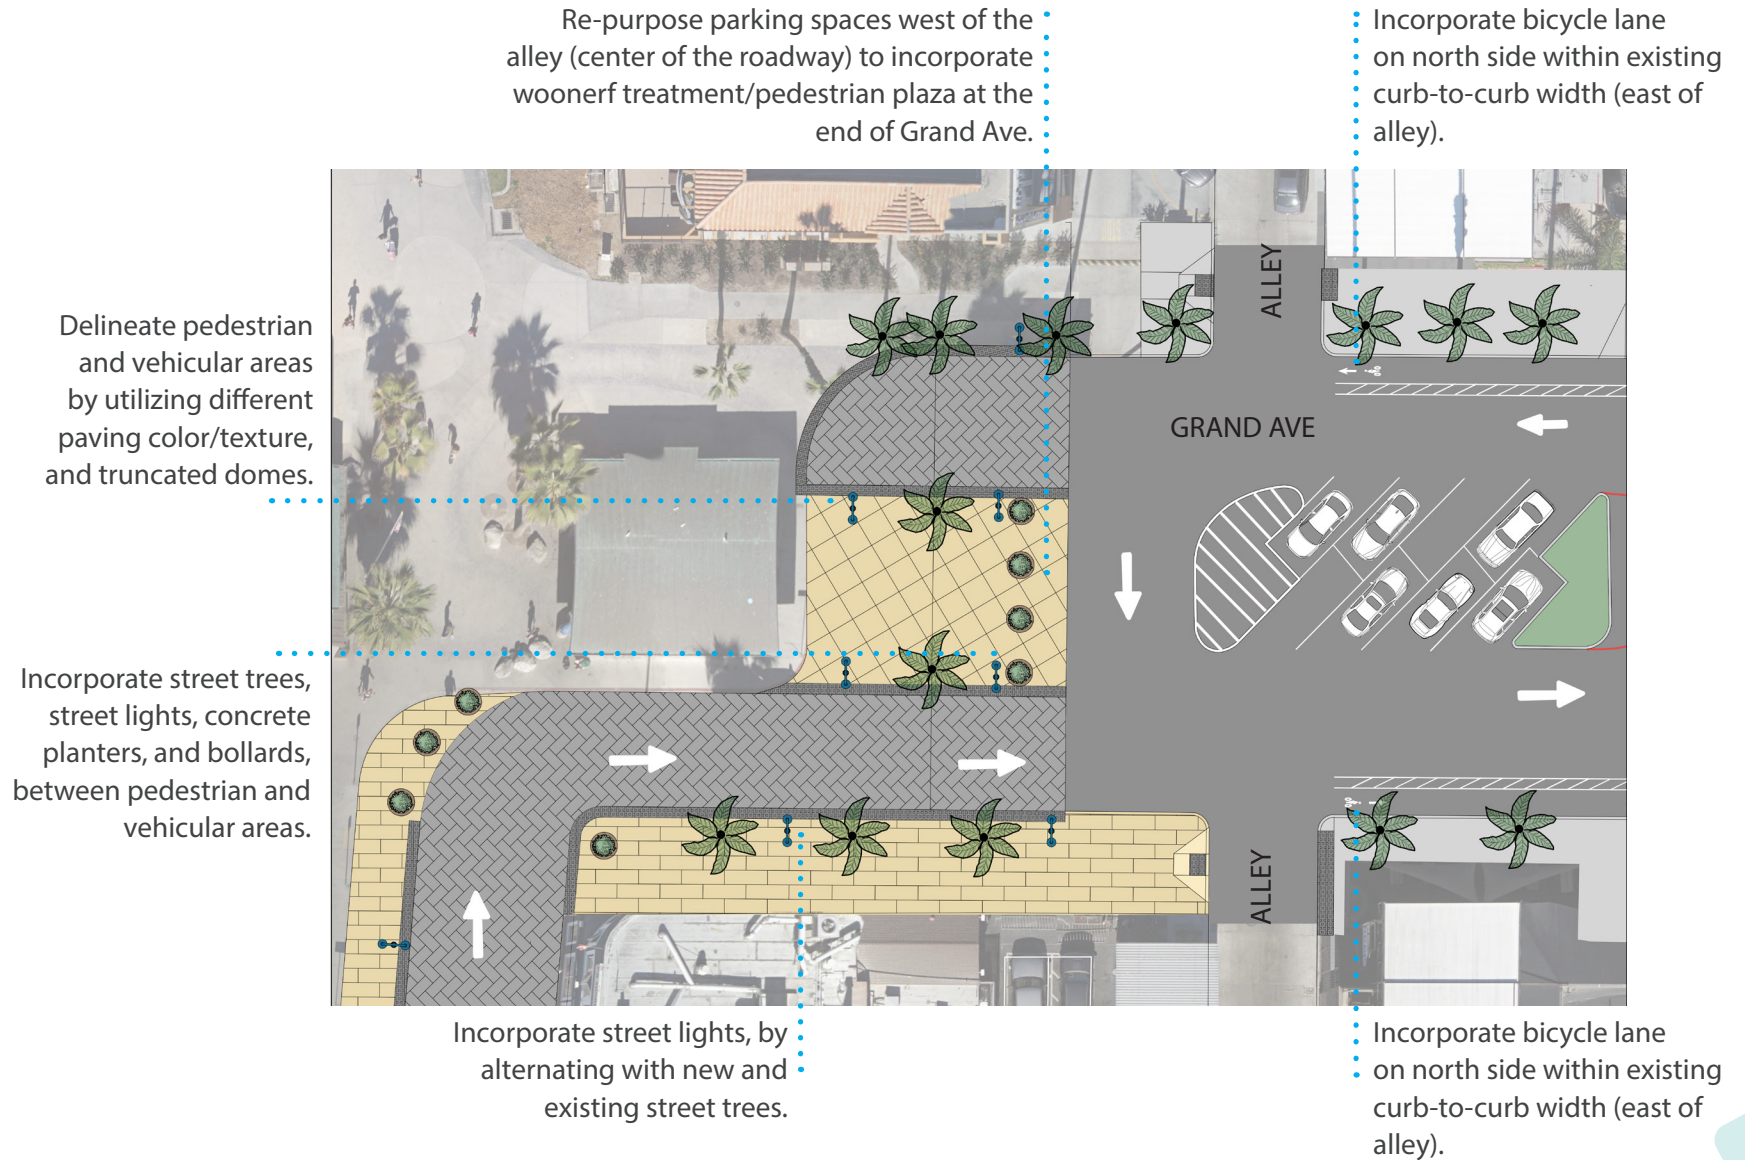 Re-purpose parking spaces west of the
alley (center of the roadway) to incorporate
woonerf treatment/pedestrian plaza at the
end of Grand Ave.
Incorporate bicycle lane
on north side within existing
curb-to-curb width (east of
alley).
Delineate pedestrian
and vehicular areas
by utilizing different
paving color/texture,
and truncated domes.
ALLEY
GRAND AVE
Incorporate street trees,
street lights, concrete
planters, and bollards,
between pedestrian and
vehicular areas.
ALLEY
Incorporate street lights, by
alternating with new and
existing street trees.
Incorporate bicycle lane
on north side within existing
curb-to-curb width (east of
alley).